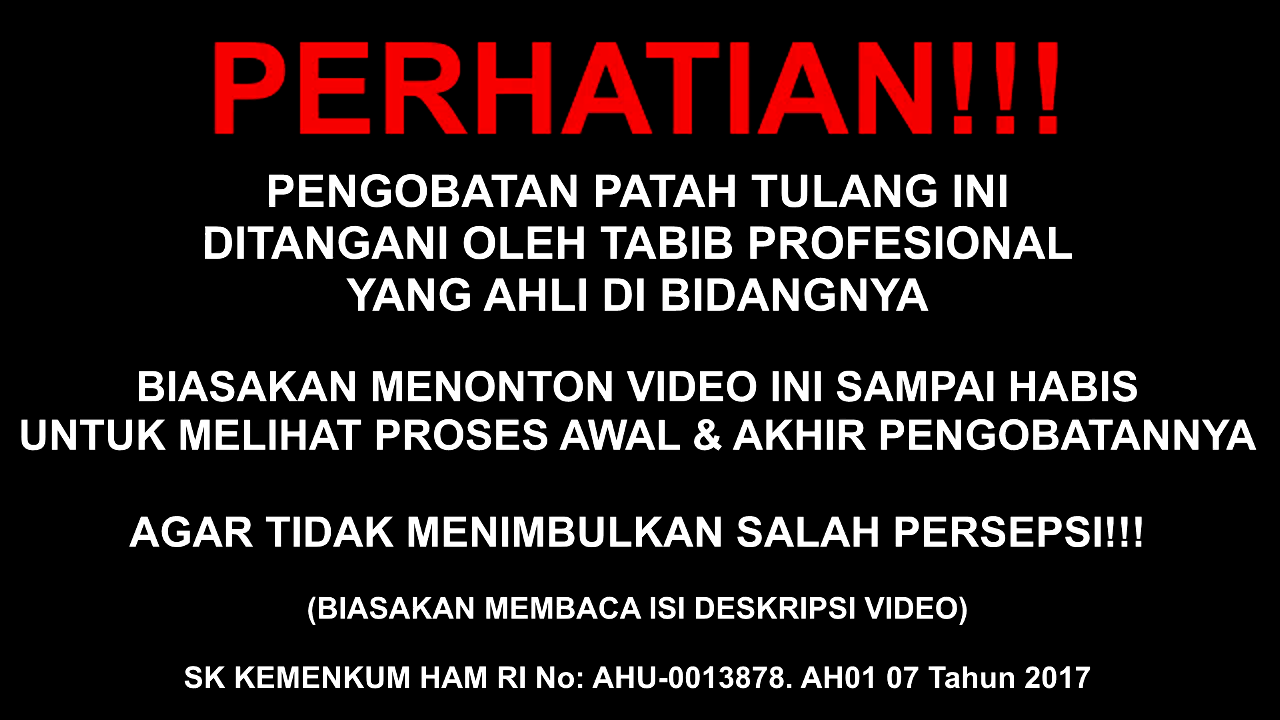 PERHATIAN!!!
PENGOBATAN PATAH TULANG INI
DITANGANI OLEH TABIB PROFESIONAL
YANG AHLI DI BIDANGNYA
BIASAKAN MENONTON VIDEO INI SAMPAI HABIS
UNTUK MELIHAT PROSES AWAL & AKHIR PENGOBATANNYA
AGAR TIDAK MENIMBULKAN SALAH PERSEPSI!!!
(BIASAKAN MEMBACA ISI DESKRIPSI VIDEO)
SK KEMENKUM HAM RI No: AHU-0013878. AH01 07 Tahun 2017